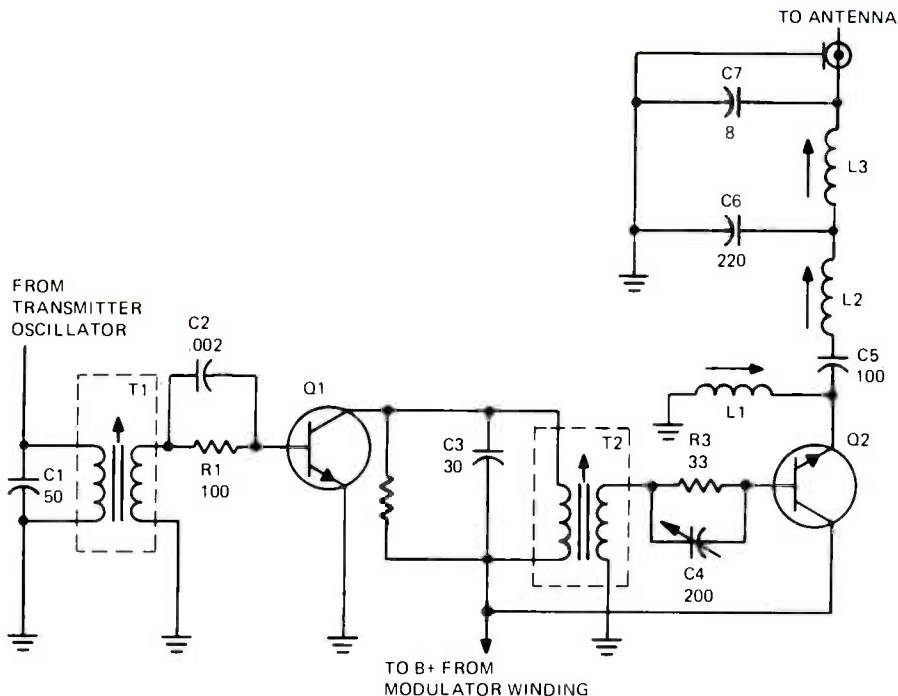 TO ANTENNA
C7
8
L3
C6
220
L2
FROM
TRANSMITTER
OSCILLATOR
C2
.002
C5
100
T1
Q1
L1
Q2
C1
50
R1
100
C3
30
T2
R3
33
C4
200
TO B+ FROM
MODULATOR WINDING